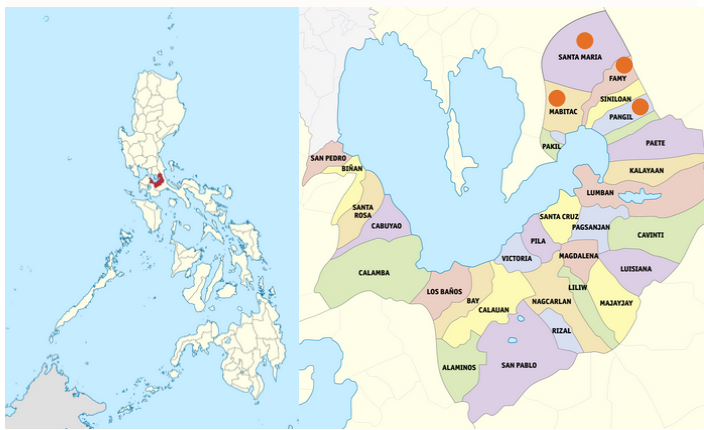 SANTA MARIA
FAMY
SINILOAN
MABITAC
PANGIL
PAKIL
PAETE
SAN PEDRO
BIÑAN
KALAYAAN
LUMBAN
SANTA
ROSA
SANTA CRUZ
CABUYAO
PAGSANJAN
CAVINTI
PILA
MAGDALENA
VICTORIA
LUISIANA
CALAMBA
LILIW
LOS BAÑOS
BAY
NAGCARLAN
MAJAYJAY
CALAUAN
RIZAL
ALAMINOS
SAN PABLO